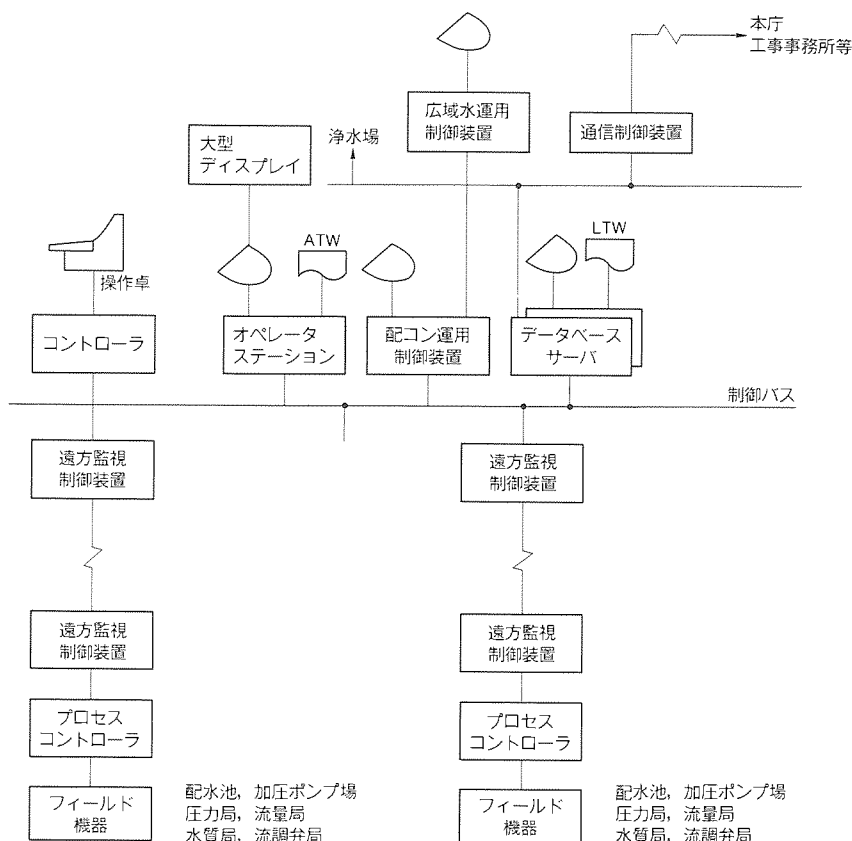 本庁
工事事務所等
広域水運用
制御装置
通信制御装置
大型
ディスプレイ
浄水場
ATW
LTW
操作卓
コントローラ
オペレータ
ステーション
配コン運用
制御装置
データベース
サーバ
制御バス
遠方監視
制御装置
遠方監視
制御装置
遠方監視
制御装置
遠方監視
制御装置
プロセス
コントローラ
プロセス
コントローラ
フィールド
機器
配水池,加圧ポンプ場
圧力局,流量局
水質局,流調弁局
フィールド
機器
配水池,加圧ポンプ場
圧力局,流量局
水質局,流調弁局